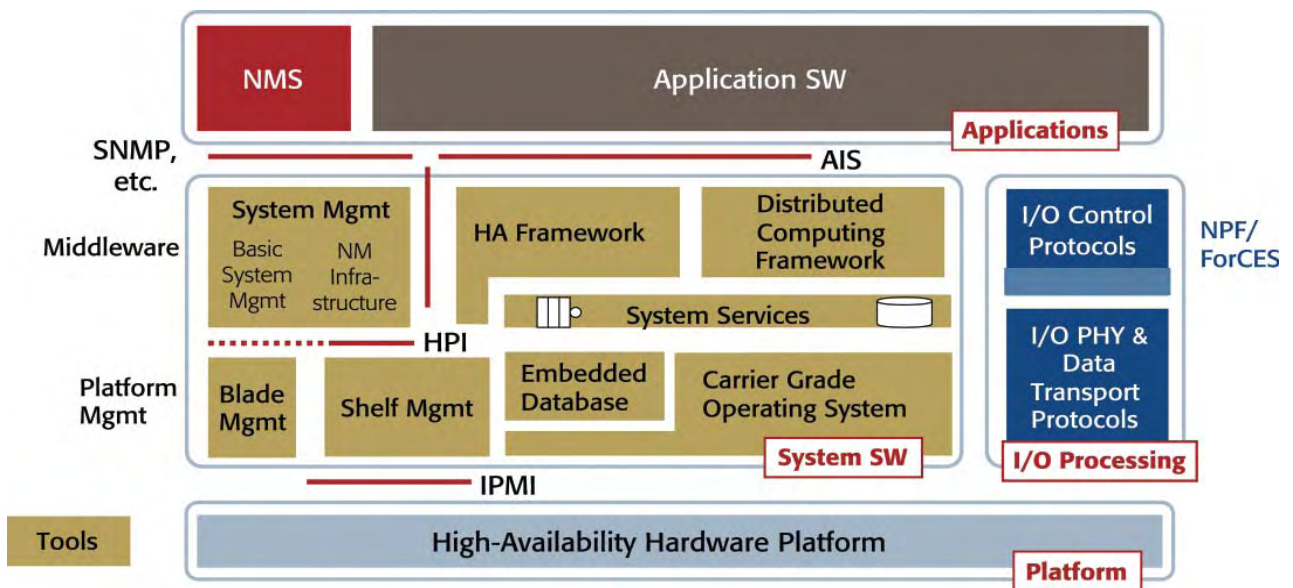 NMS
Application SW
Applications
SNMP,
etc.
AIS
Middleware
System Mgmt
Basic
System
Mgmt
NM
Infra-
structure
HA Framework
Distributed
Computing
Framework
System Services
I/O Control
Protocols
NPF/
ForCES
HPI
Platform
Mgmt
Blade
Mgmt
Shelf Mgmt
Embedded
Database
Carrier Grade
Operating System
System SW
I/O PHY &
Data
Transport
Protocols
I/O Processing
IPMI
Tools
High-Availability Hardware Platform
Platform